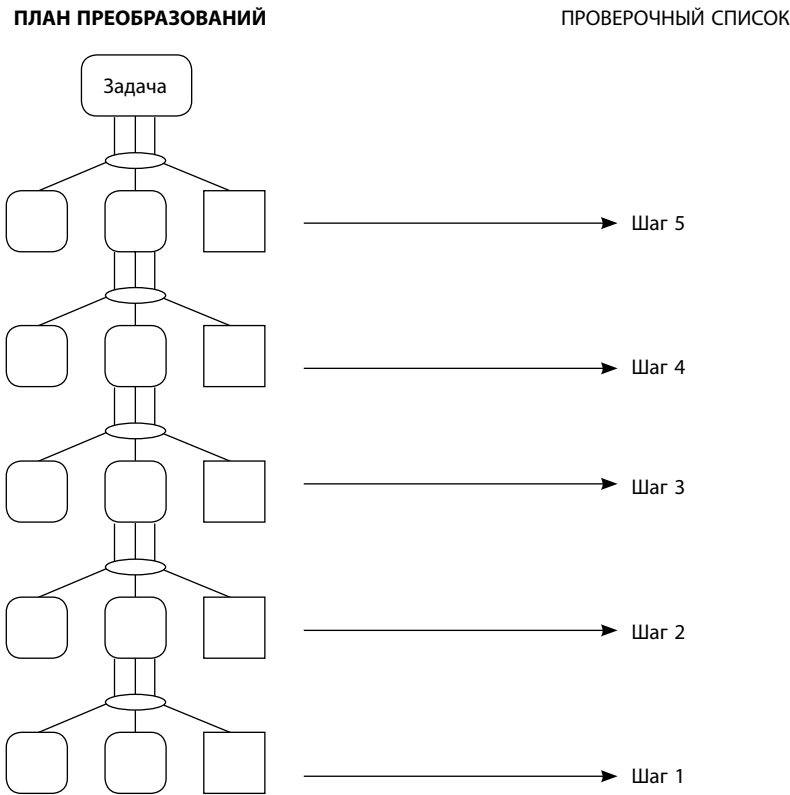 ПЛАН ПРЕОБРАЗОВАНИЙ
ПРОВЕРОЧНЫЙ СПИСОК
Задача
Шаг 5
Шаг 4
Шаг 3
Шаг 2
Шаг 1